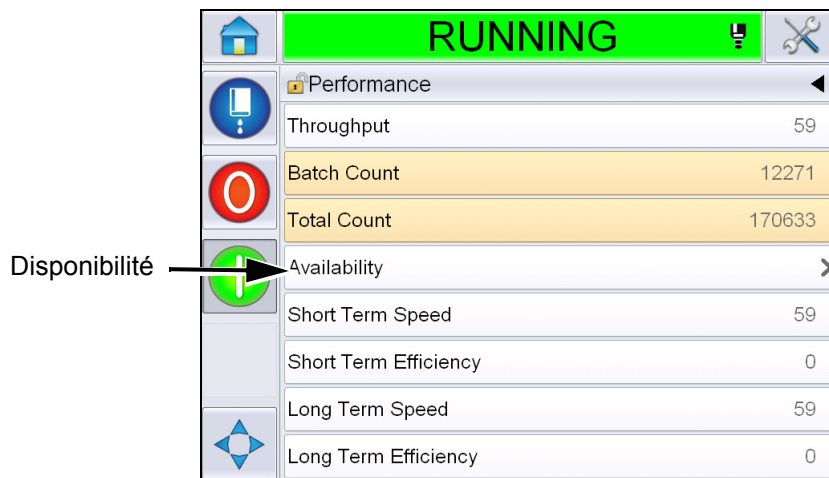 RUNNING
Performance
Throughput 59
Batch Count 12271
Total Count 170633
Disponibilité
Availability
Short Term Speed 59
Short Term Efficiency 0
Long Term Speed 59
Long Term Efficiency 0